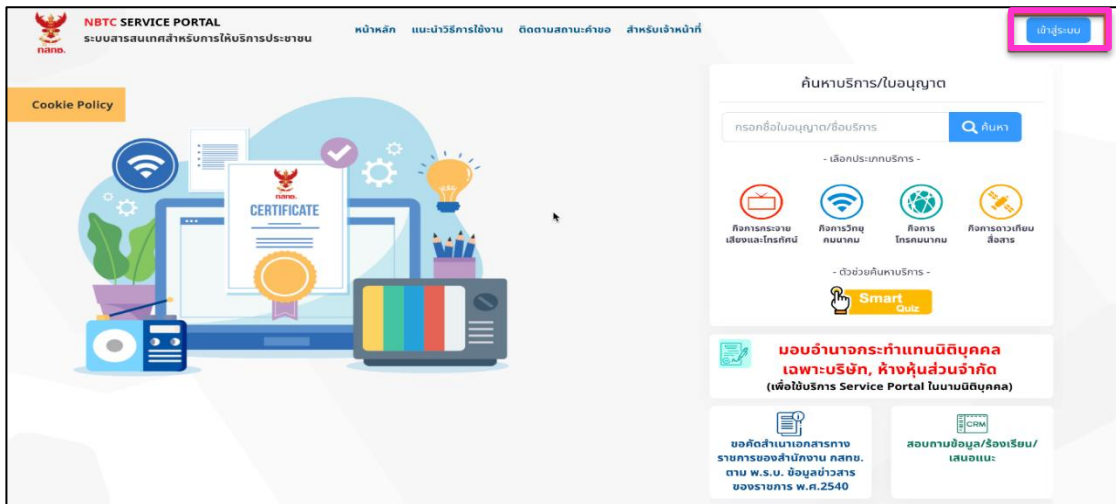 NBTC SERVICE PORTAL
ระบบสารสนเทศสำหรับการให้บริการประชาชน
กสทช.
หน้าหลัก แนะนำวิธีการใช้งาน ติดตามสถานะคำขอ สำหรับเจ้าหน้าที่
เข้าสู่ระบบ
Cookie Policy
กสทช.
CERTIFICATE
ค้นหาบริการ/ใบอนุญาต
กรอกชื่อใบอนุญาต/ชื่อบริการ
ค้นหา
- เลือกประเภทบริการ -
กิจการกระจาย
เสียงและโทรทัศน์
กิจการวิทยุ
คมนาคม
กิจการ
โทรคมนาคม
กิจการดาวเทียม
สื่อสาร
- ตัวช่วยค้นหาบริการ -
Smart
Quiz
มอบอำนาจกระทำแทนนิติบุคคล
เฉพาะบริษัท, ห้างหุ้นส่วนจำกัด
(เพื่อใช้บริการ Service Portal ในนามนิติบุคคล)
ขอคัดสำเนาเอกสารทาง
ราชการของสำนักงาน กสทช.
ตาม พ.ร.บ. ข้อมูลข่าวสาร
ของราชการ พ.ศ.2540
CRM
สอบถามข้อมูล/ร้องเรียน/
เสนอแนะ